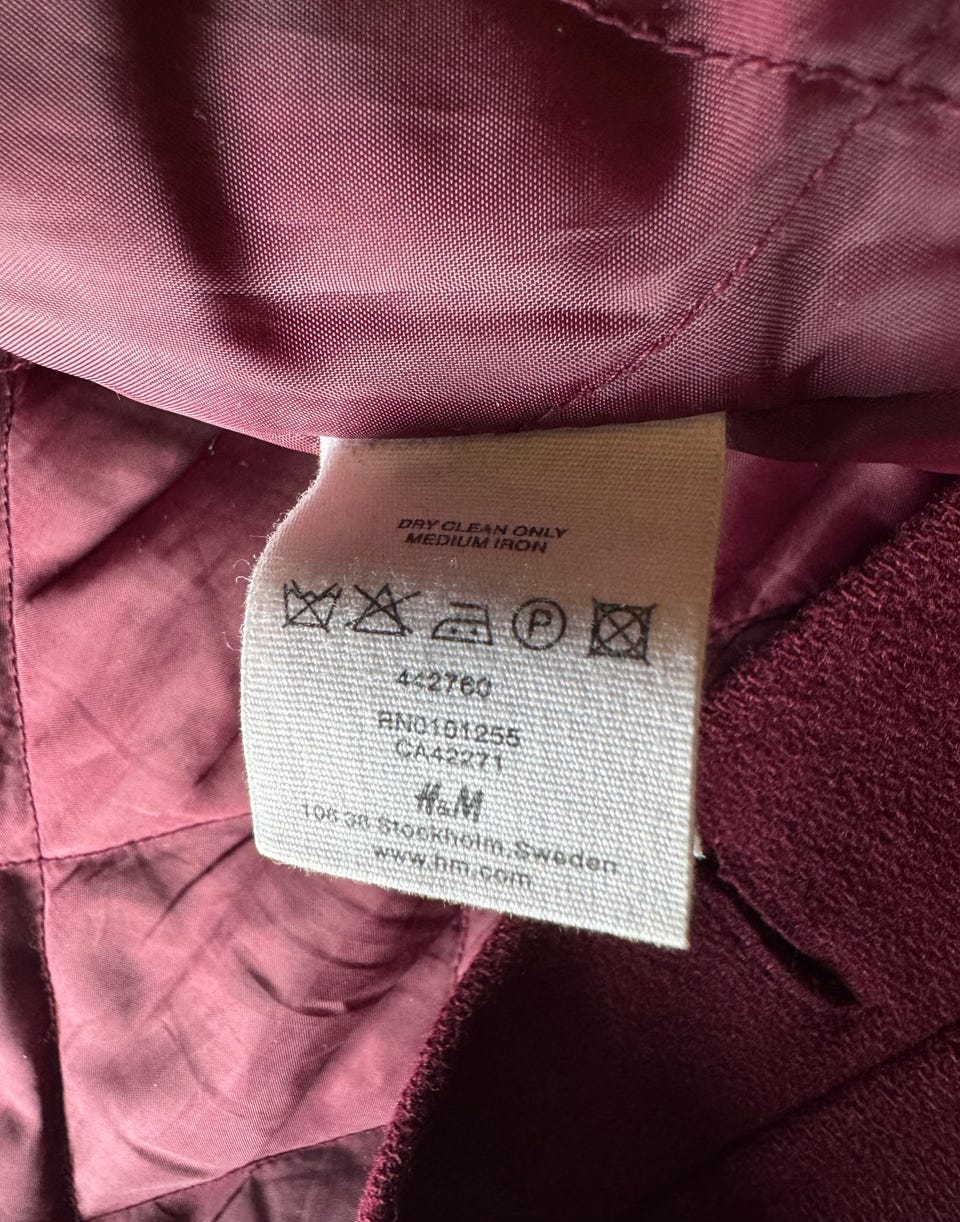 DRY CLEAN ONLY
MEDIUM IRON
P
442760
RN0101255
CA42271
H&M
106 38 Stockholm, Sweden
www.hm.com